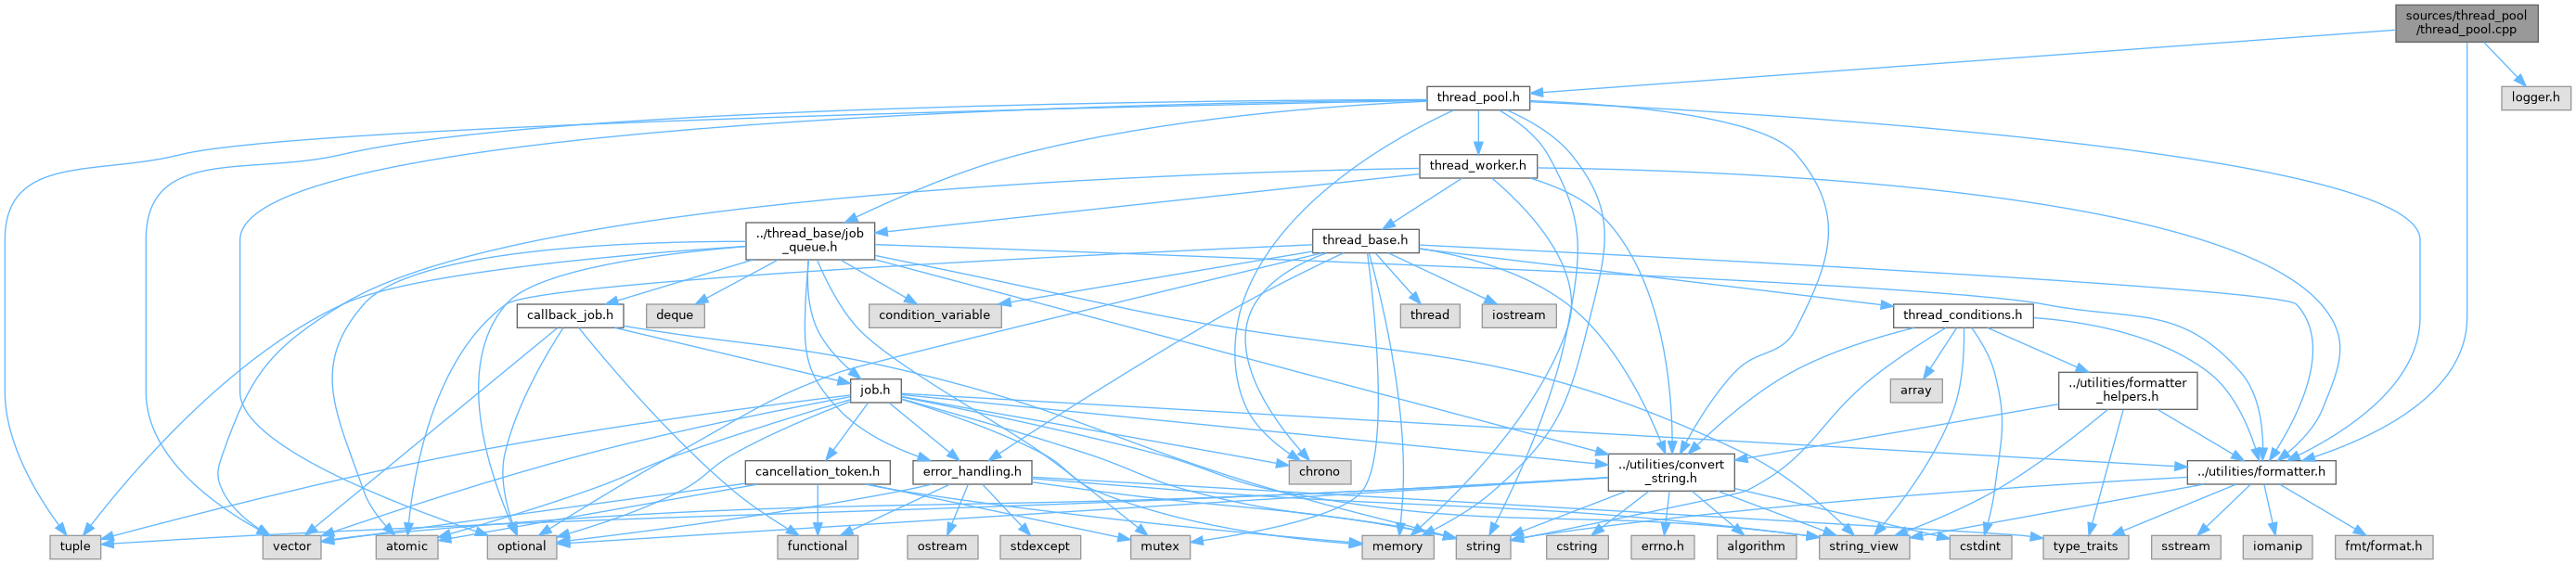 sources/thread_pool
/thread_pool.cpp
thread_pool.h
logger.h
thread_worker.h
../thread_base/job
_queue.h
thread_base.h
callback_job.h
deque
condition_variable
thread
iostream
thread_conditions.h
job.h
array
../utilities/formatter
_helpers.h
cancellation_token.h
error_handling.h
chrono
../utilities/convert
_string.h
../utilities/formatter.h
tuple
vector
atomic
optional
functional
ostream
stdexcept
mutex
memory
string
cstring
errno.h
algorithm
string_view
cstdint
type_traits
sstream
iomanip
fmt/format.h